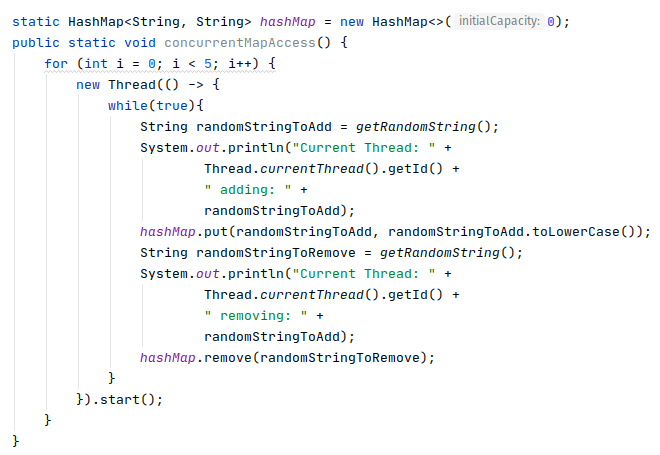 static HashMap<String, String> hashMap = new HashMap<>( initialCapacity: 0);
public static void concurrentMapAccess() {
    for (int i = 0; i < 5; i++) {
        new Thread(() -> {
            while(true){
                String randomStringToAdd = getRandomString();
                System.out.println("Current Thread: " +
                        Thread.currentThread().getId() +
                        " adding: " +
                        randomStringToAdd);
                hashMap.put(randomStringToAdd, randomStringToAdd.toLowerCase());
                String randomStringToRemove = getRandomString();
                System.out.println("Current Thread: " +
                        Thread.currentThread().getId() +
                        " removing: " +
                        randomStringToAdd);
                hashMap.remove(randomStringToRemove);
            }
        }).start();
    }
}